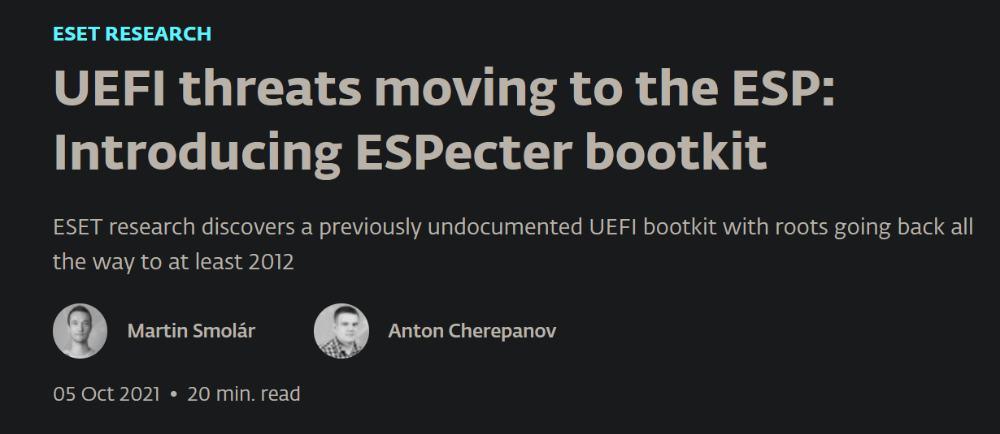 ESET RESEARCH
UEFI threats moving to the ESP:
Introducing ESPecter bootkit
ESET research discovers a previously undocumented UEFI bootkit with roots going back all
the way to at least 2012
Martin Smolár Anton Cherepanov
05 Oct 2021 • 20 min. read